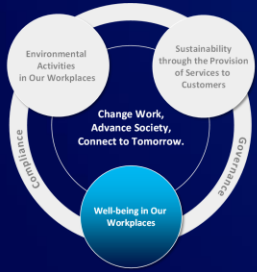 Environmental
Activities
in Our Workplaces
Sustainability
through the Provision
of Services to
Customers
Change Work,
Advance Society,
Connect to Tomorrow.
Compliance
Governance
Well-being in Our
Workplaces